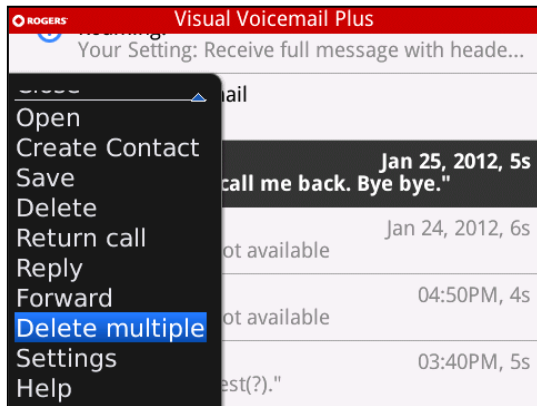 ROGERS Visual Voicemail Plus
Roaming:
Your Setting: Receive full message with heade...
Close
ail
Open
Create Contact
Save
Jan 25, 2012, 5s
call me back. Bye bye."
Delete
Return call
Jan 24, 2012, 6s
Reply
ot available
Forward
04:50PM, 4s
Delete multiple
ot available
Settings
03:40PM, 5s
Help
est(?)."